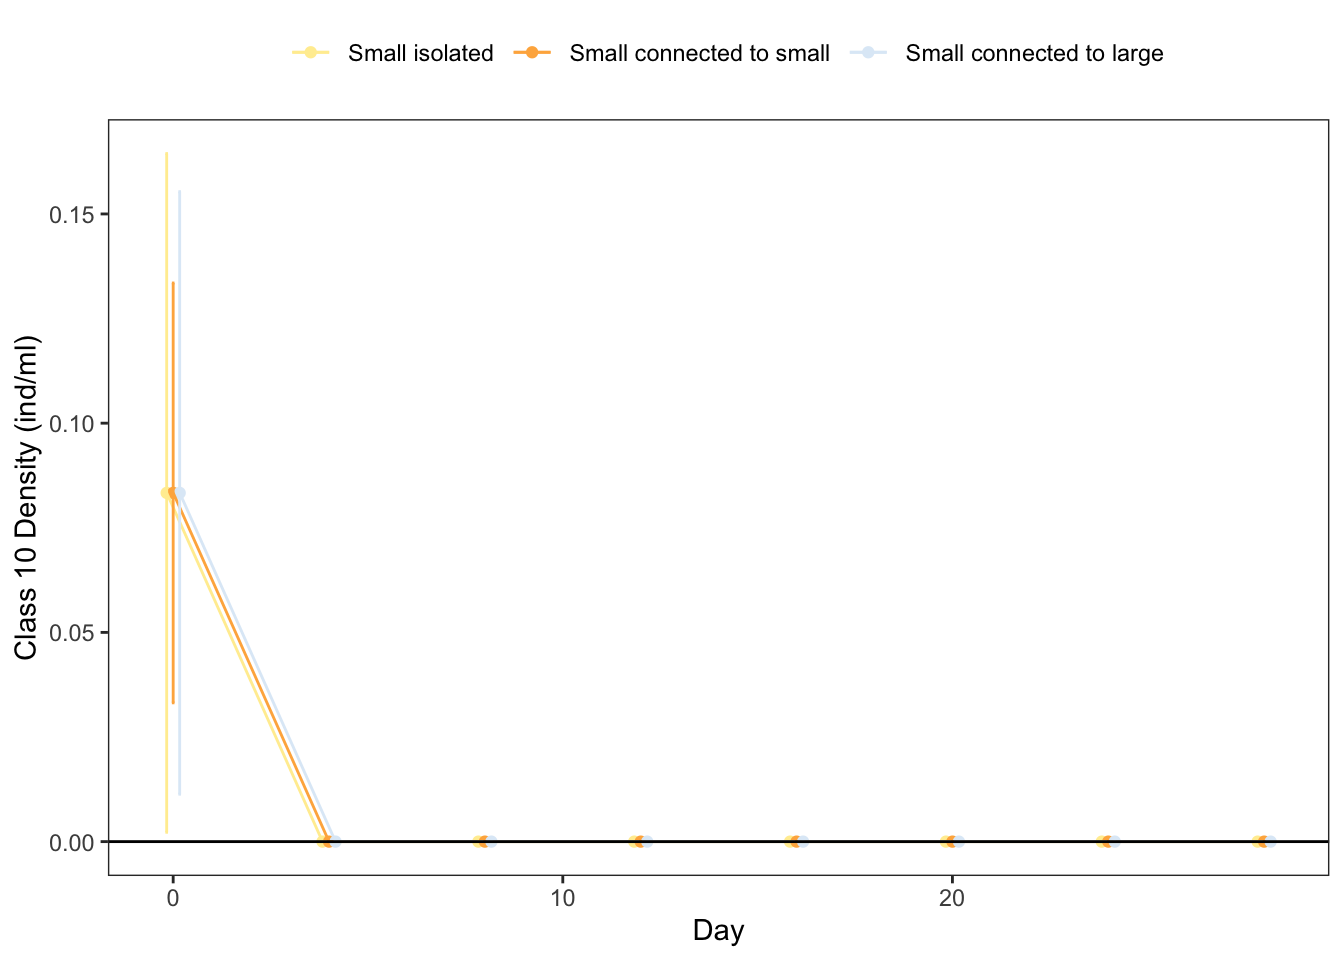 Small isolated Small connected to small Small connected to large
Class 10 Density (ind/ml)
0.15
0.10
0.05
0.00
0 10 20
Day